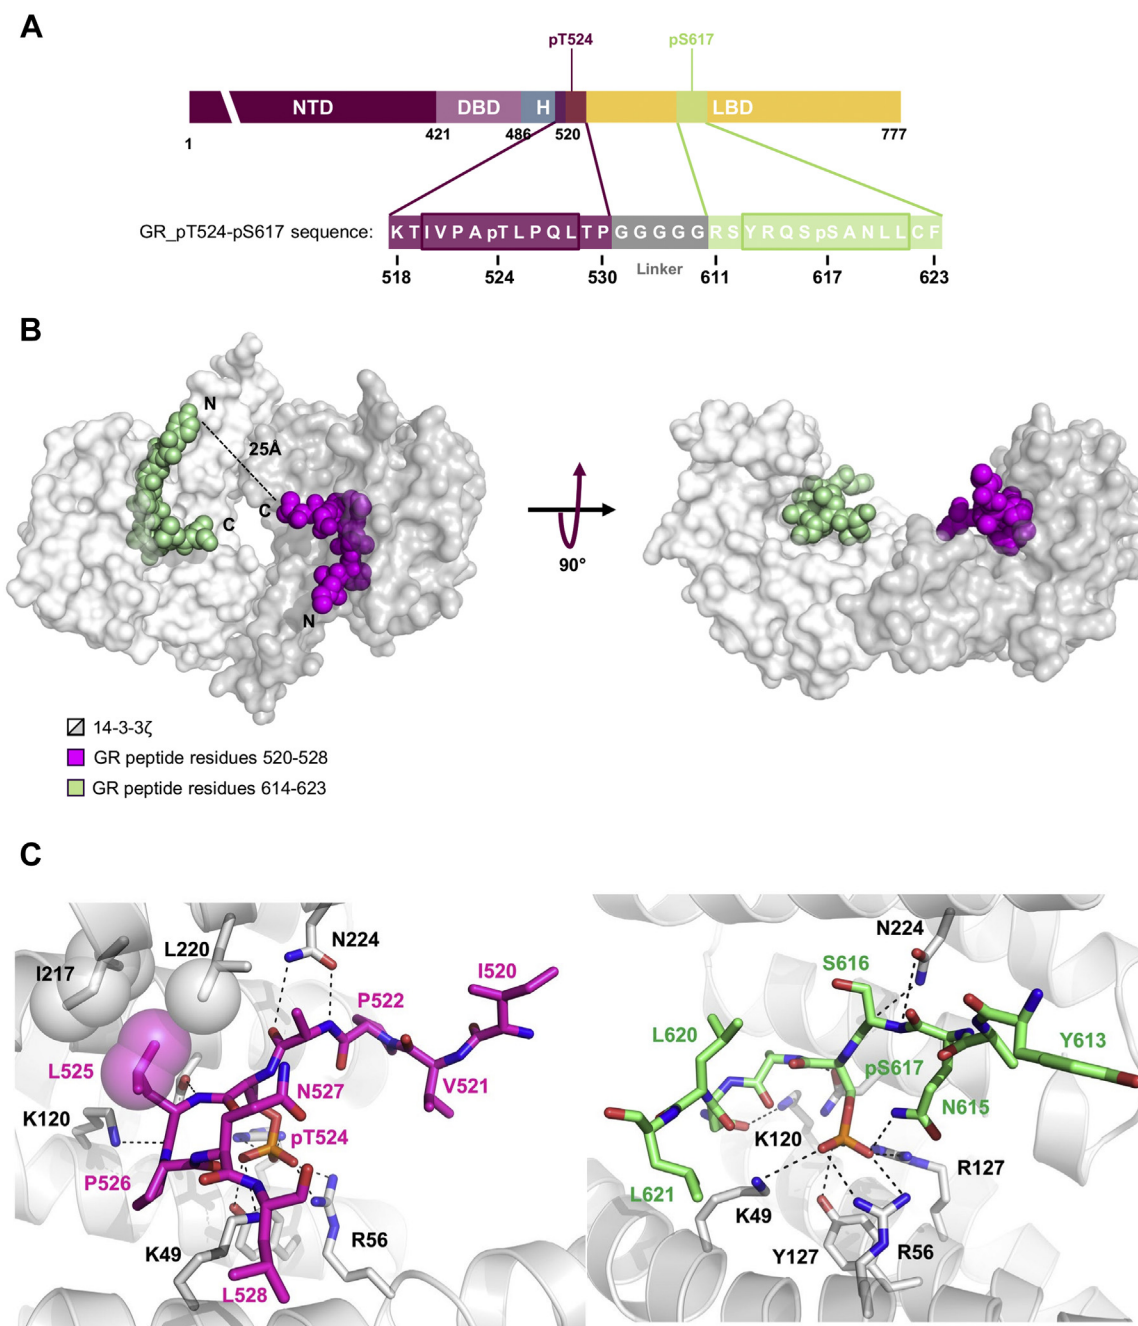 A
pT524
pS617
NTD
DBD
H
LBD
1
421
486
520
777
GR_pT524-pS617 sequence:
K T I V P A pT L P Q L T P G G G G G R S Y R Q S pS A N L L C F
518
524
530
Linker
611
617
623
B
N
25Å
C
C
N
90°
14-3-3ζ
GR peptide residues 520-528
GR peptide residues 614-623
C
I217
L220
N224
I520
P522
L525
V521
N527
K120
pT524
P526
K49
R56
L528
N224
S616
L620
Y613
pS617
N615
K120
R127
L621
K49
Y127
R56